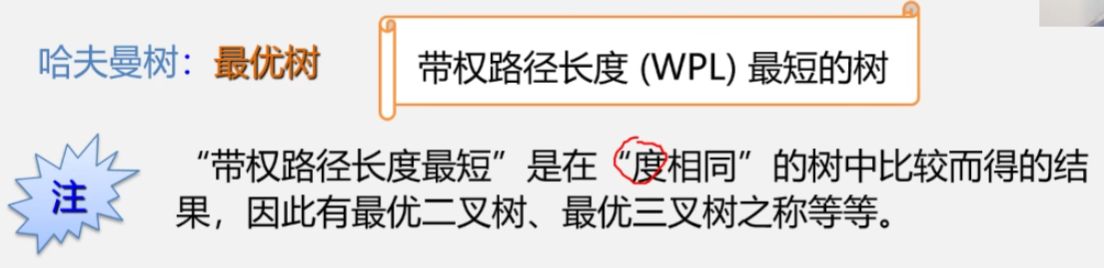 哈夫曼树：最优树
带权路径长度 (WPL) 最短的树
注
“带权路径长度最短”是在“度相同”的树中比较而得的结
果，因此有最优二叉树、最优三叉树之称等等。